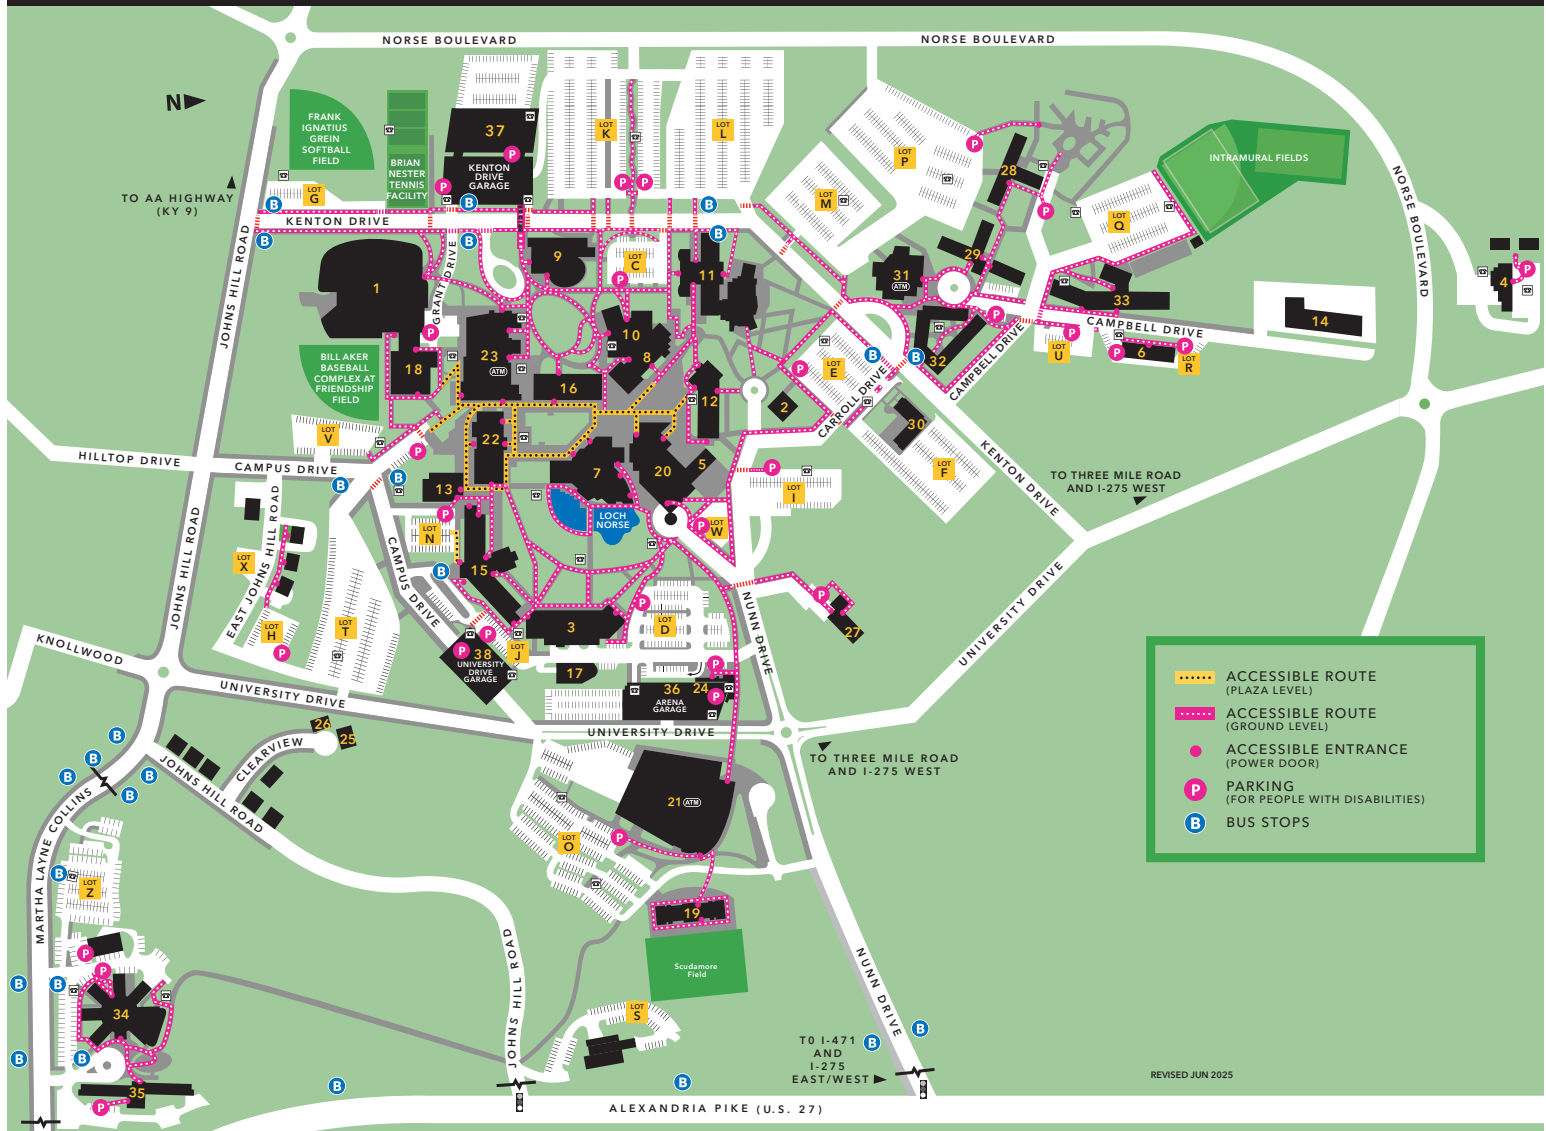 NORSE BOULEVARD
NORSE BOULEVARD
N
FRANK
IGNATIUS
GREIN
SOFTBALL
FIELD
BRIAN
NESTER
TENNIS
FACILITY
37
KENTON
DRIVE
GARAGE
P
P
LOT
K
LOT
L
P
P
LOT
P
P
LOT
M
28
P
INTRAMURAL FIELDS
LOT
Q
NORSE BOULEVARD
TO AA HIGHWAY
(KY 9)
LOT
G
B
B
B
KENTON DRIVE
B
B
B
JOHNS HILL ROAD
GRANT DRIVE
1
9
LOT
C
P
11
31
ATM
29
33
4
P
14
CAMPBELL DRIVE
P
P
LOT
U
P
6
P
LOT
R
BILL AKER
BASEBALL
COMPLEX AT
FRIENDSHIP
FIELD
P
18
23
ATM
10
8
16
12
2
P
LOT
E
B
B
32
CAMPBELL DRIVE
CARROLL DRIVE
30
LOT
F
KENTON DRIVE
LOT
V
P
22
7
20
5
P
LOT
I
HILLTOP DRIVE
CAMPUS DRIVE
B
B
13
P
LOT
N
LOCH
NORSE
P
LOT
W
TO THREE MILE ROAD
AND I-275 WEST
JOHNS HILL ROAD
EAST JOHNS HILL ROAD
LOT
X
LOT
H
P
LOT
T
CAMPUS DRIVE
B
15
3
P
LOT
D
NUNN DRIVE
P
27
UNIVERSITY DRIVE
KNOLLWOOD
UNIVERSITY DRIVE
P
P
38
UNIVERSITY
DRIVE
GARAGE
LOT
J
17
36
24
P
P
ARENA
GARAGE
UNIVERSITY DRIVE
TO THREE MILE ROAD
AND I-275 WEST
26
25
CLEARVIEW
JOHNS HILL ROAD
B
B
B
B
B
MARTHA LAYNE COLLINS
21
ATM
P
LOT
O
19
Scudamore
Field
B
LOT
Z
P
P
B
B
34
B
B
35
P
JOHNS HILL ROAD
LOT
S
NUNN DRIVE
T0 I-471
AND
I-275
EAST/WEST
B
B
B
B
ALEXANDRIA PIKE (U.S. 27)
ACCESSIBLE ROUTE
(PLAZA LEVEL)
ACCESSIBLE ROUTE
(GROUND LEVEL)
ACCESSIBLE ENTRANCE
(POWER DOOR)
P
PARKING
(FOR PEOPLE WITH DISABILITIES)
B
BUS STOPS
REVISED JUN 2025